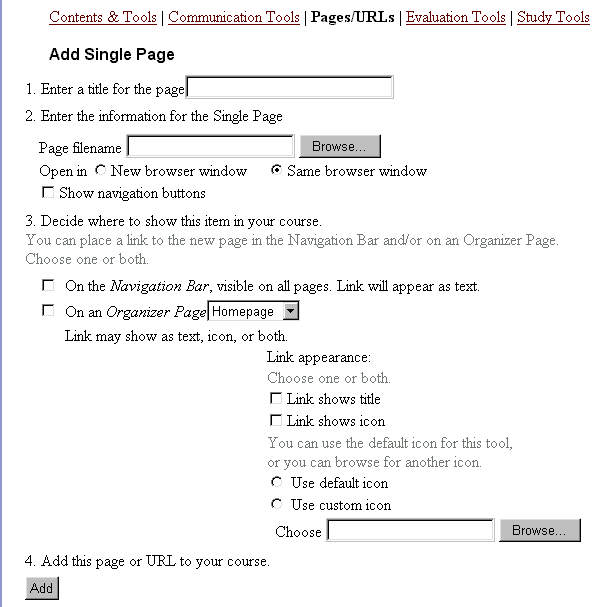 Contents & Tools | Communication Tools | Pages/URLs | Evaluation Tools | Study Tools
Add Single Page
1. Enter a title for the page
2. Enter the information for the Single Page
Page filename Browse...
Open in New browser window Same browser window
Show navigation buttons
3. Decide where to show this item in your course.
You can place a link to the new page in the Navigation Bar and/or on an Organizer Page.
Choose one or both.
On the Navigation Bar, visible on all pages. Link will appear as text.
On an Organizer Page Homepage
Link may show as text, icon, or both.
Link appearance:
Choose one or both.
Link shows title
Link shows icon
You can use the default icon for this tool,
or you can browse for another icon.
Use default icon
Use custom icon
Choose Browse...
4. Add this page or URL to your course.
Add